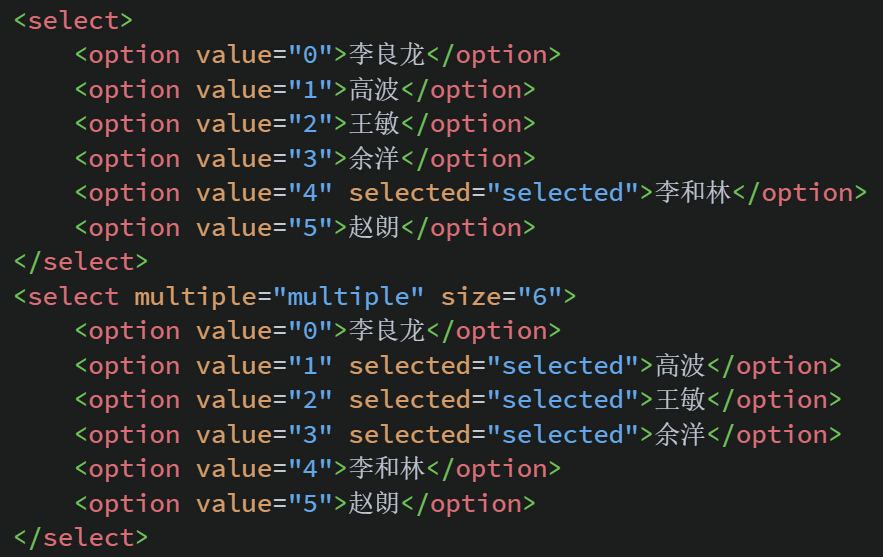 <select>
    <option value="0">李良龙</option>
    <option value="1">高波</option>
    <option value="2">王敏</option>
    <option value="3">余洋</option>
    <option value="4" selected="selected">李和林</option>
    <option value="5">赵朗</option>
</select>
<select multiple="multiple" size="6">
    <option value="0">李良龙</option>
    <option value="1" selected="selected">高波</option>
    <option value="2" selected="selected">王敏</option>
    <option value="3" selected="selected">余洋</option>
    <option value="4">李和林</option>
    <option value="5">赵朗</option>
</select>